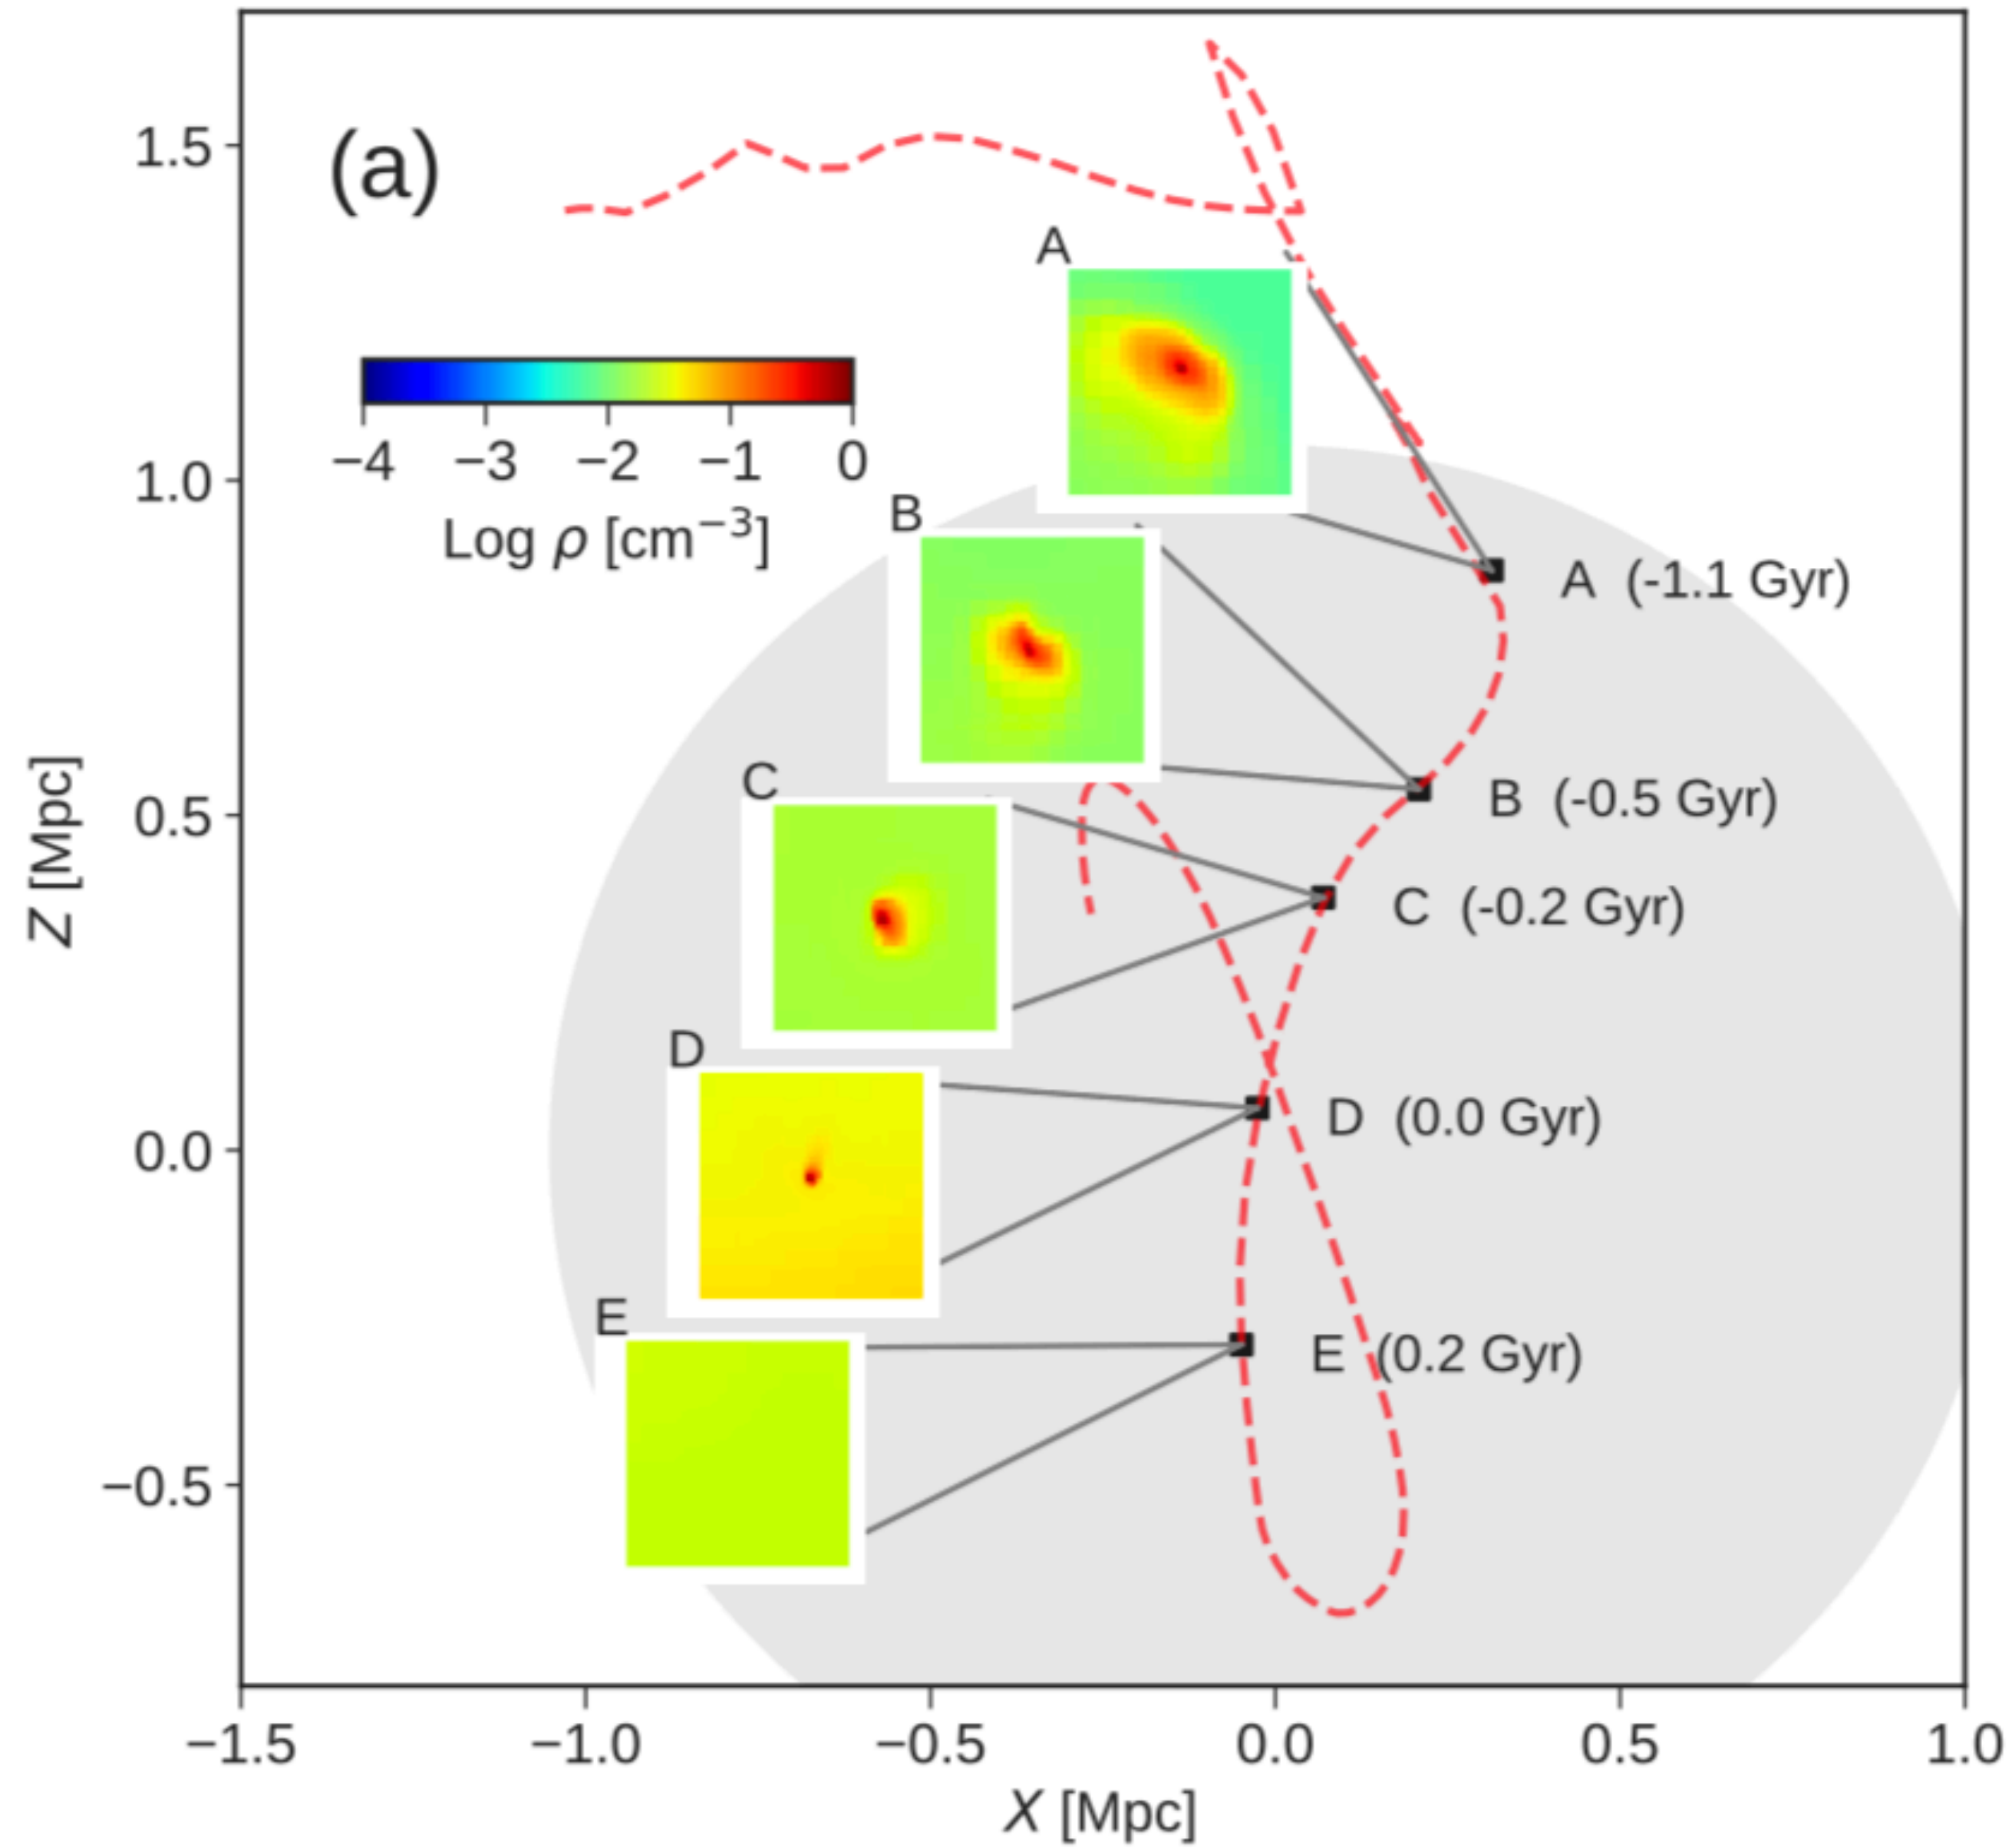 (a)
1.5
1.0
0.5
0.0
−0.5
Z [Mpc]
−4 −3 −2 −1 0
Log ρ [cm⁻³]
A
B
C
D
E
A (-1.1 Gyr)
B (-0.5 Gyr)
C (-0.2 Gyr)
D (0.0 Gyr)
E (0.2 Gyr)
−1.5 −1.0 −0.5 0.0 0.5 1.0
X [Mpc]